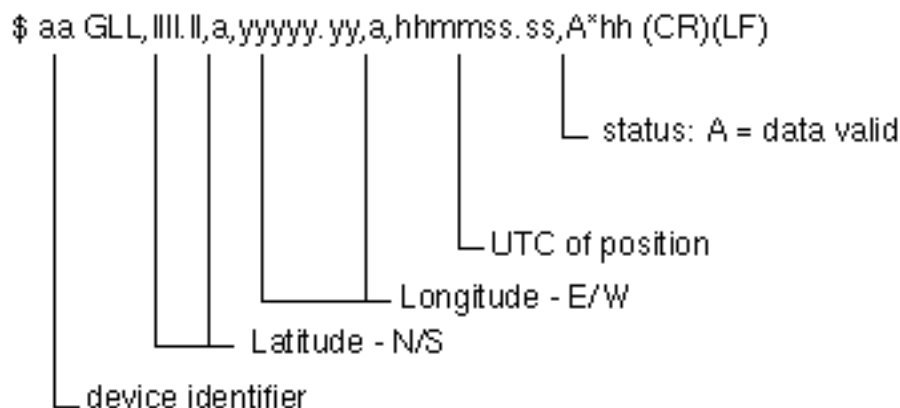 $ aa GLL,llll.ll,a,yyyyy.yy,a,hhmmss.ss,A*hh (CR)(LF)
status: A = data valid
UTC of position
Longitude - E/W
Latitude - N/S
device identifier